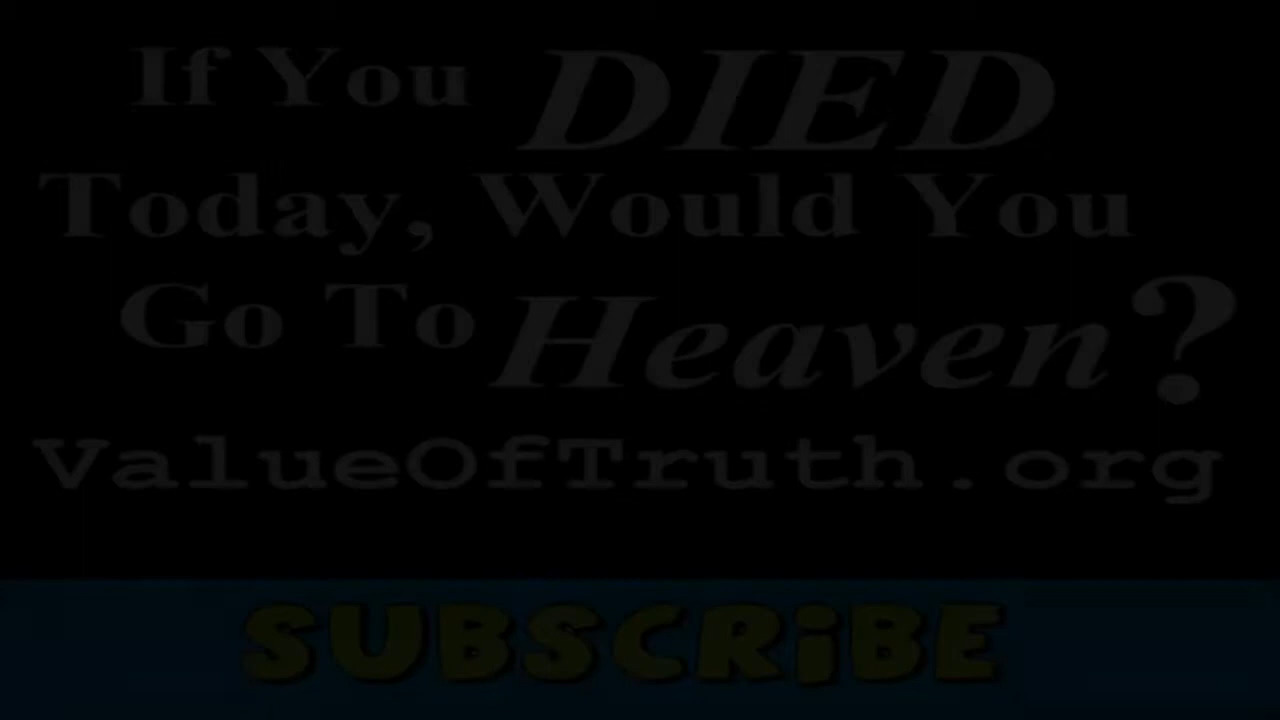 If You DIED
Today, Would You
Go To Heaven?
ValueOfTruth.org
SUBSCRiBE